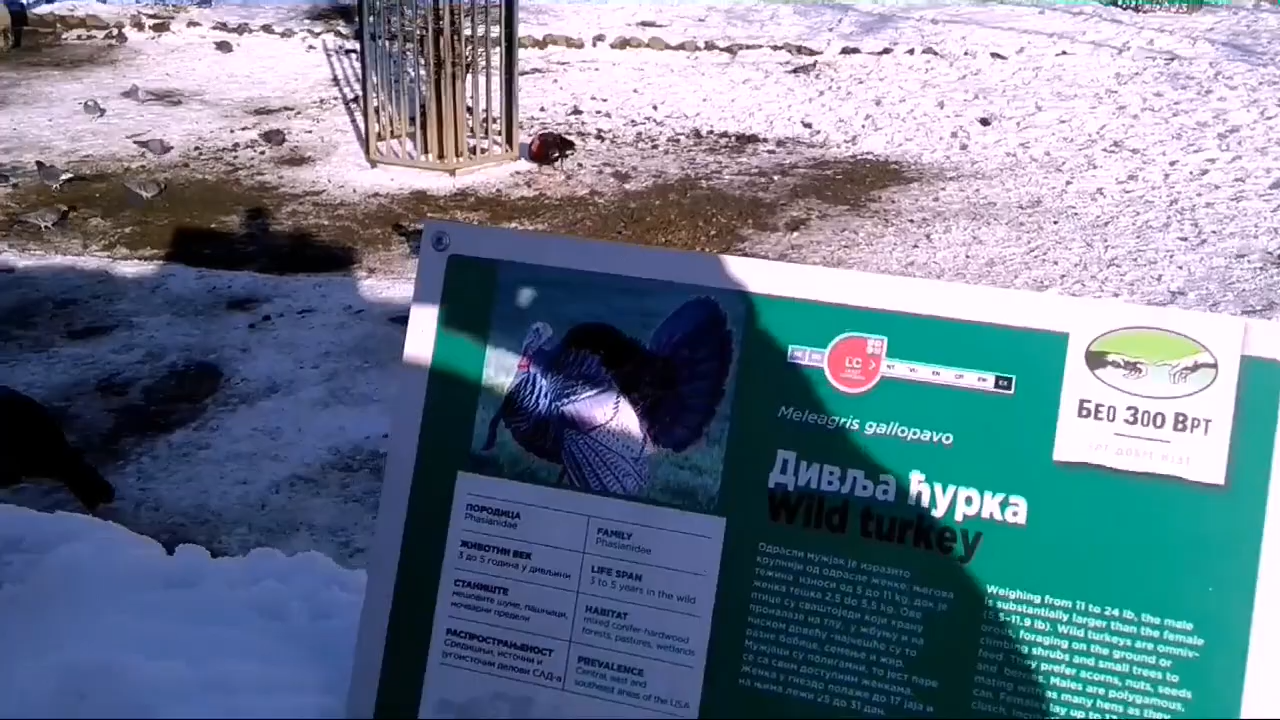 LC
NT
VU
EN
CR
EW
EX
БЕО ЗОО ВРТ
Meleagris gallopavo
Дивља ћурка
Wild turkey
ПОРОДИЦА
Phasianidae
ЖИВОТНИ ВЕК
3 до 5 година у дивљини
СТАНИШТЕ
мешовите шуме, пашњаци,
мочварни предели
РАСПРОСТРАЊЕНОСТ
Средишњи, источни и
југоисточни делови САД-а
FAMILY
Phasianidae
LIFE SPAN
3 to 5 years in the wild
HABITAT
mixed conifer-hardwood
forests, pastures, wetlands
PREVALENCE
Central, east and
southeast areas of the USA
Одрасли мужјак је изразито
крупнији од одрасле женке; његова
тежина износи од 5 до 11 kg, док је
женка тешка 2,5 до 5,5 kg. Ове
птице су сваштоједи који храну
проналазе на тлу, у жбуњу и на
ниском дрвећу - најчешће су то
разне бобице, семење и жир.
Мужјаци су полигамни, то јест паре
се са свим доступним женкама.
Женка у гнездо полаже до 17 јаја и
на њима лежи 25 до 31 дан.
Weighing from 11 to 24 lb, the male
is substantially larger than the female
(5.5-11.9 lb). Wild turkeys are omniv-
orous, foraging on the ground or
climbing shrubs and small trees to
feed. They prefer acorns, nuts, seeds
and berries. Males are polygamous,
mating with as many hens as they
can. Females lay up to 17
clutch,